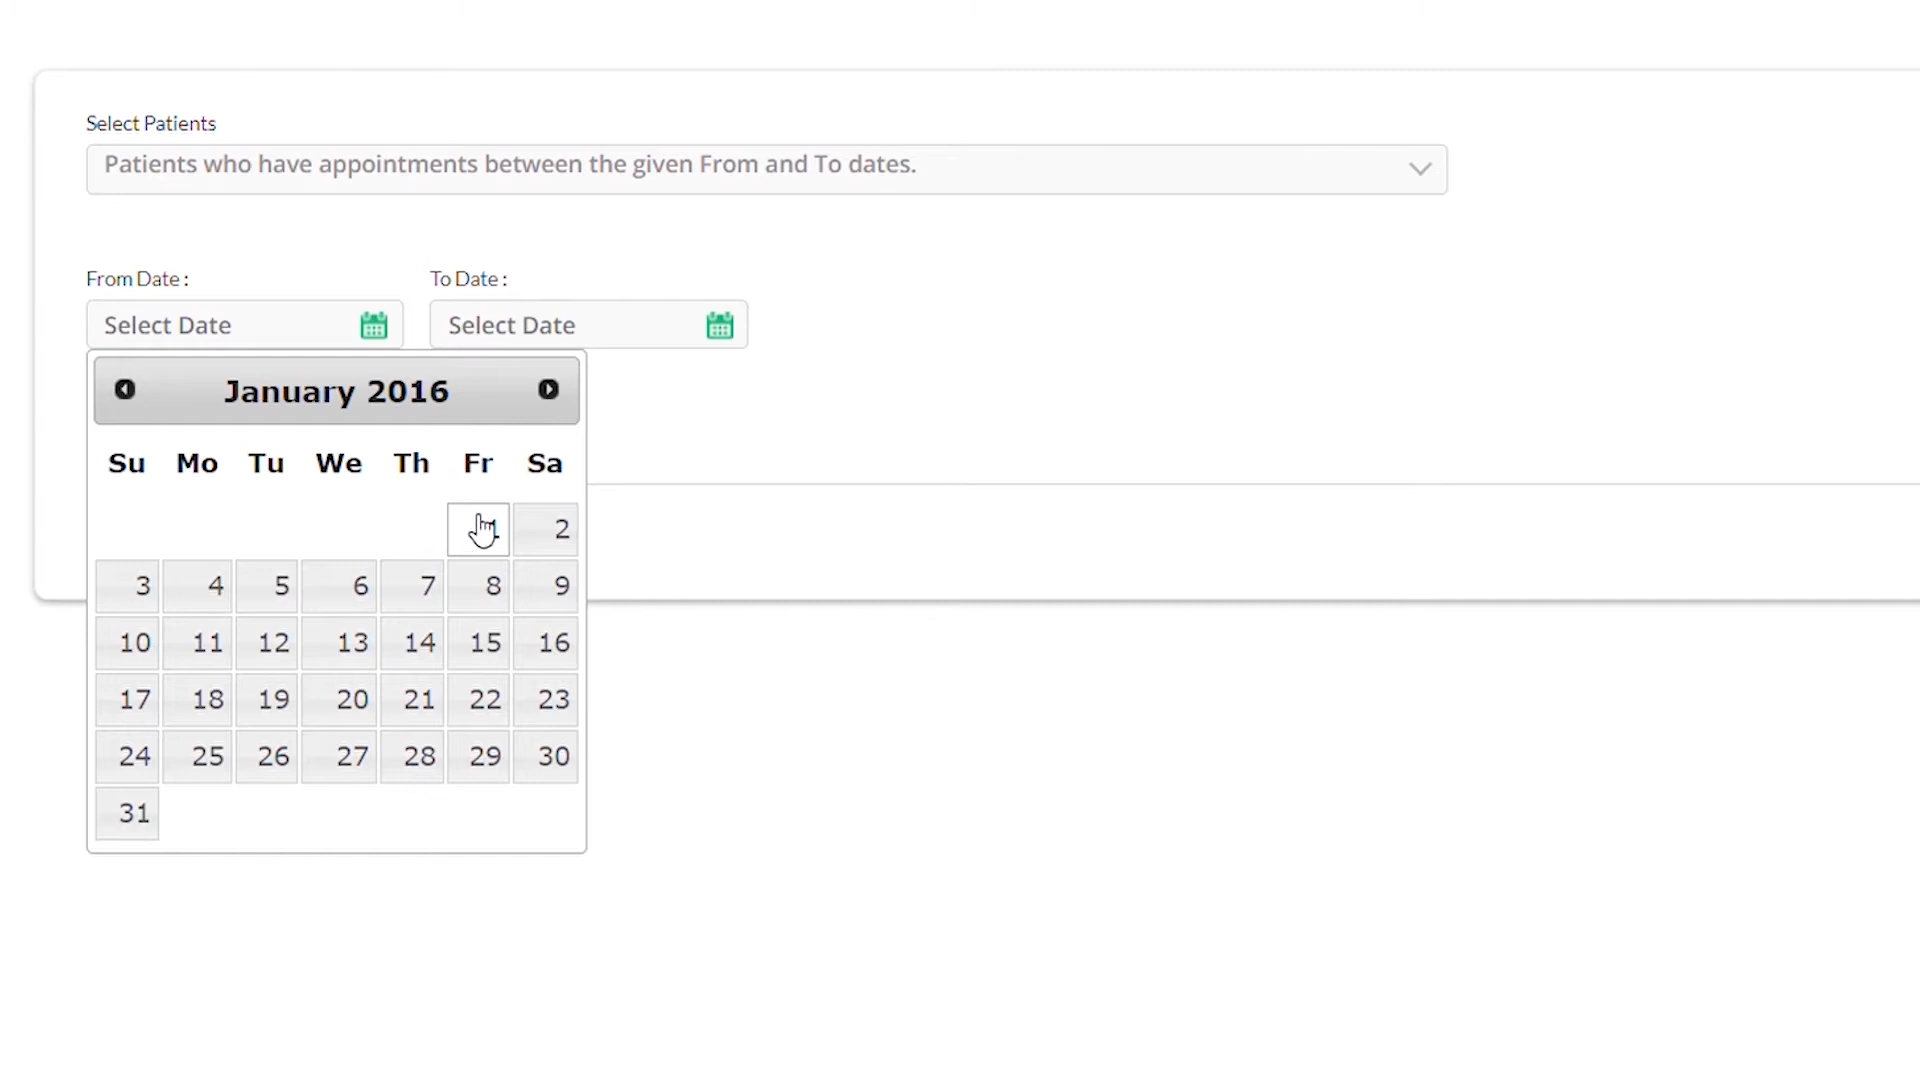 Select Patients
Patients who have appointments between the given From and To dates.
From Date : To Date :
Select Date Select Date
January 2016
Su Mo Tu We Th Fr Sa
2
3 4 5 6 7 8 9
10 11 12 13 14 15 16
17 18 19 20 21 22 23
24 25 26 27 28 29 30
31